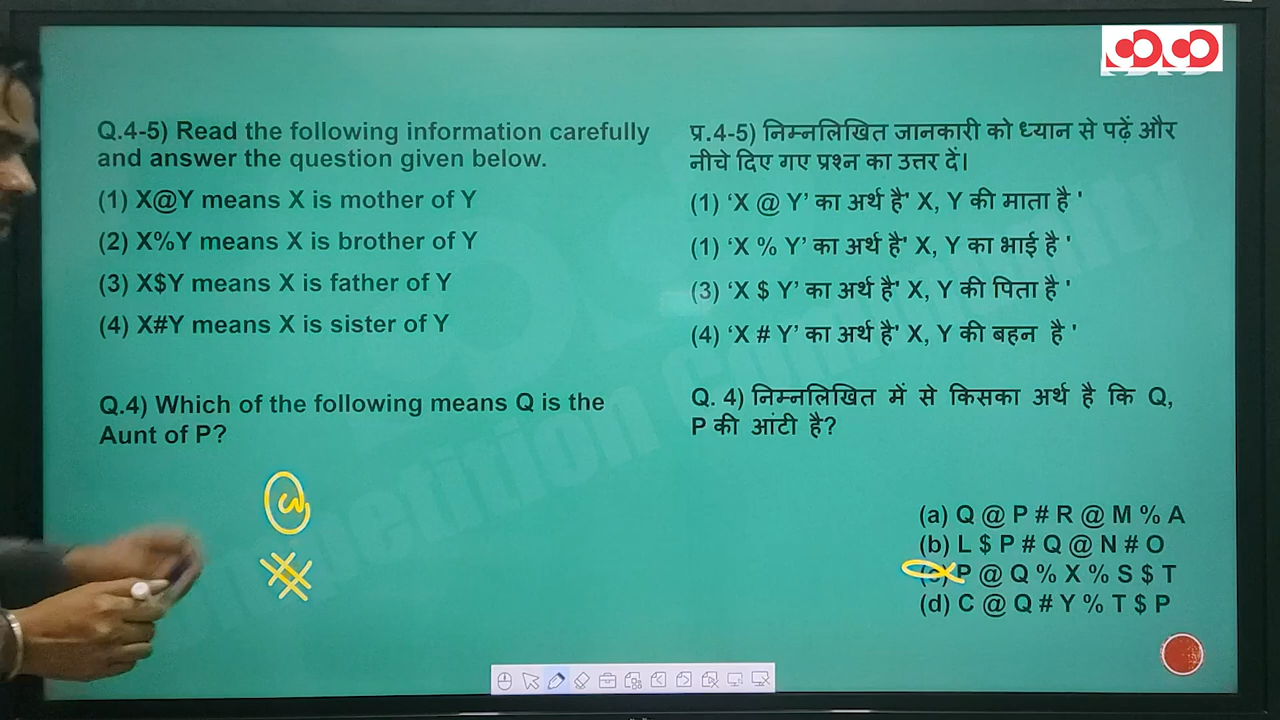 Q.4-5) Read the following information carefully
and answer the question given below.
(1) X@Y means X is mother of Y
(2) X%Y means X is brother of Y
(3) X$Y means X is father of Y
(4) X#Y means X is sister of Y
Q.4) Which of the following means Q is the
Aunt of P?
@
#
प्र.4-5) निम्नलिखित जानकारी को ध्यान से पढ़ें और
नीचे दिए गए प्रश्न का उत्तर दें।
(1) ‘X @ Y’ का अर्थ है' X, Y की माता है '
(1) ‘X % Y’ का अर्थ है' X, Y का भाई है '
(3) ‘X $ Y’ का अर्थ है' X, Y की पिता है '
(4) ‘X # Y’ का अर्थ है' X, Y की बहन है '
Q. 4) निम्नलिखित में से किसका अर्थ है कि Q,
P की आंटी है?
(a) Q @ P # R @ M % A
(b) L $ P # Q @ N # O
(c) P @ Q % X % S $ T
(d) C @ Q # Y % T $ P